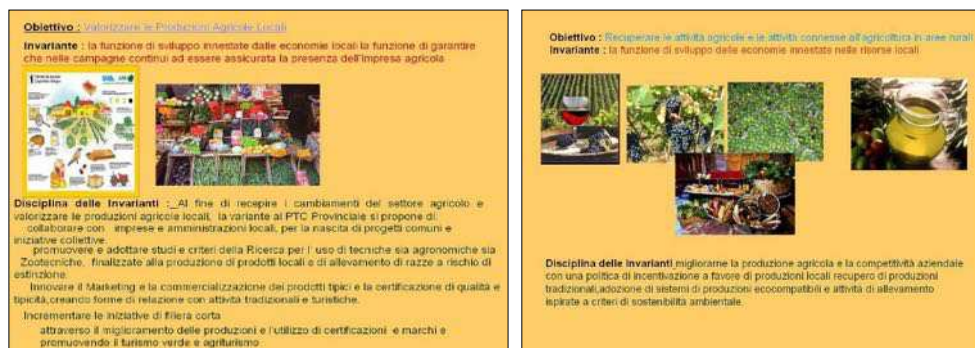 Obiettivo : Valorizzare le Produzioni Agricole Locali
Invariante : la funzione di sviluppo innestate dalle economie locali la funzione di garantire
che nelle campagne continui ad essere assicurata la presenza dell'impresa agricola
Disciplina delle Invarianti : Al fine di recepire i cambiamenti del settore agricolo e
valorizzare le produzioni agricole locali, la variante al PTC Provinciale si propone di:
collaborare con imprese e amministrazioni locali, per la nascita di progetti comuni e
iniziative collettive.
promuovere e adottare studi e criteri della Ricerca per l' uso di tecniche sia agronomiche sia
Zootecniche, finalizzate alla produzione di prodotti locali e di allevamento di razze a rischio di
estinzione.
Innovare il Marketing e la commercializzazione dei prodotti tipici e la certificazione di qualità e
tipicità,creando forme di relazione con attività tradizionali e turistiche.
Incrementare le iniziative di filiera corta
attraverso il miglioramento delle produzioni e l'utilizzo di certificazioni e marchi e
promuovendo il turismo verde e agriturismo
Obiettivo : Recuperare le attività agricole e le attività connesse all'agricoltura in aree rurali
Invariante : la funzione di sviluppo delle economie innestate nelle risorse locali
Disciplina delle Invarianti migliorarne la produzione agricola e la competitività aziendale
con una politica di incentivazione a favore di produzioni locali recupero di produzioni
tradizionali,adozione di sistemi di produzioni ecocompatibili e attività di allevamento
ispirate a criteri di sostenibilità ambientale.